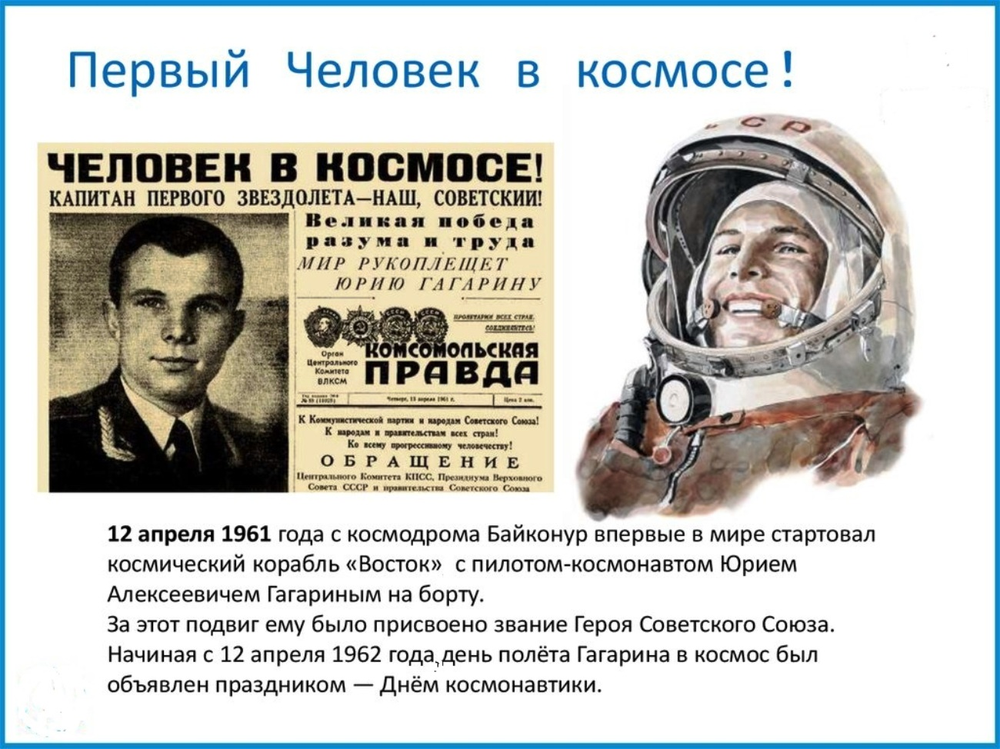 Первый Человек в космосе!
ЧЕЛОВЕК В КОСМОСЕ!
КАПИТАН ПЕРВОГО ЗВЕЗДОЛЕТА—НАШ, СОВЕТСКИЙ!
Великая победа
разума и труда
МИР РУКОПЛЕЩЕТ
ЮРИЮ ГАГАРИНУ
ПРОЛЕТАРИИ ВСЕХ СТРАН,
СОЕДИНЯЙТЕСЬ!
Орган
Центрального
Комитета
ВЛКСМ
КОМСОМОЛЬСКАЯ
ПРАВДА
Четверг, 13 апреля 1961 г.
Цена 2 коп.
К Коммунистической партии и народам Советского Союза!
К народам и правительствам всех стран!
Ко всему прогрессивному человечеству!
ОБРАЩЕНИЕ
Центрального Комитета КПСС, Президиума Верховного
Совета СССР и правительства Советского Союза
СР
12 апреля 1961 года с космодрома Байконур впервые в мире стартовал
космический корабль «Восток» с пилотом-космонавтом Юрием
Алексеевичем Гагариным на борту.
За этот подвиг ему было присвоено звание Героя Советского Союза.
Начиная с 12 апреля 1962 года,день полёта Гагарина в космос был
объявлен праздником — Днём космонавтики.